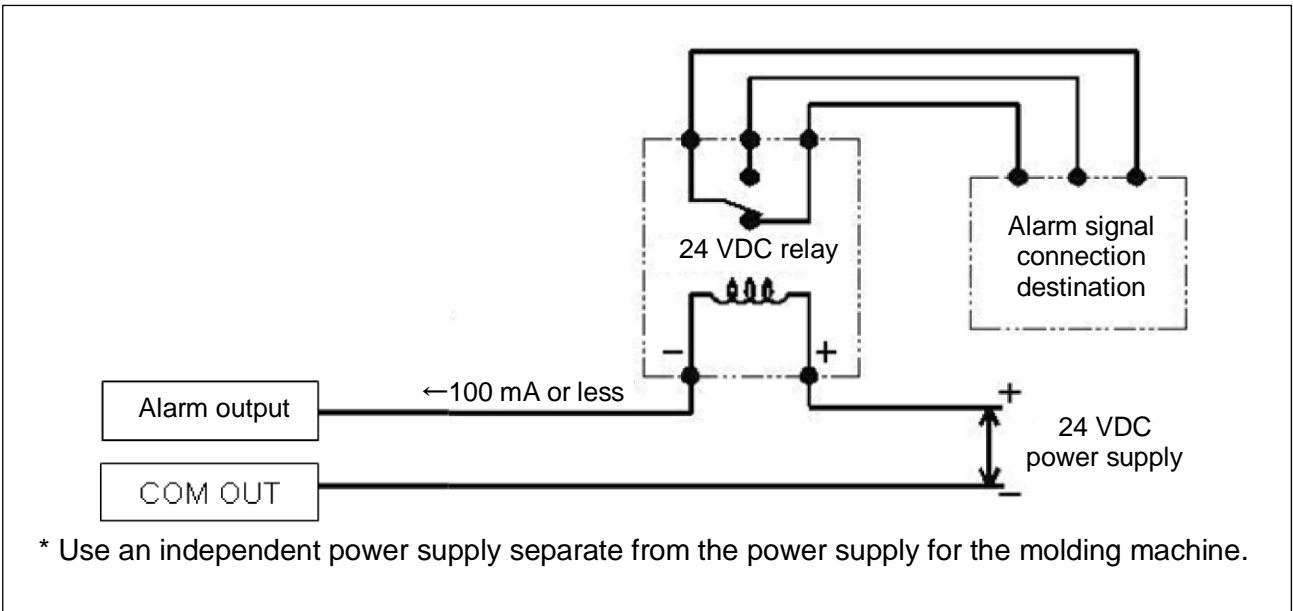 24 VDC relay
Alarm signal
connection
destination
−
+
Alarm output
←100 mA or less
+
24 VDC
power supply
−
COM OUT
* Use an independent power supply separate from the power supply for the molding machine.